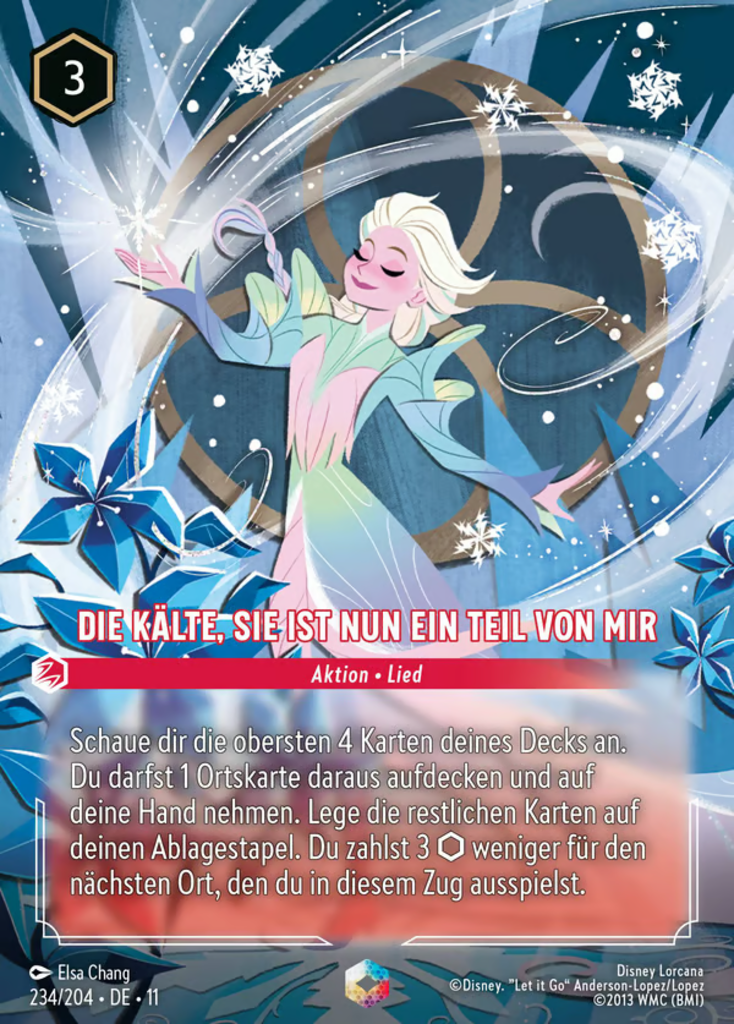 3
DIE KÄLTE, SIE IST NUN EIN TEIL VON MIR
Aktion • Lied
Schaue dir die obersten 4 Karten deines Decks an.
Du darfst 1 Ortskarte daraus aufdecken und auf
deine Hand nehmen. Lege die restlichen Karten auf
deinen Ablagestapel. Du zahlst 3 ⬡ weniger für den
nächsten Ort, den du in diesem Zug ausspielst.
Elsa Chang
234/204 • DE • 11
Disney Lorcana
©Disney. "Let it Go" Anderson-Lopez/Lopez
©2013 WMC (BMI)